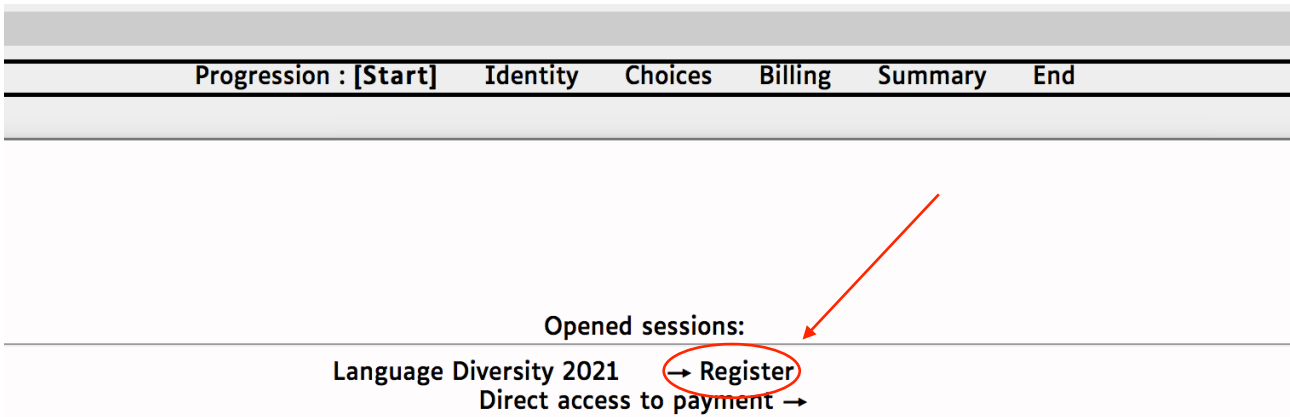 Progression : [Start] Identity Choices Billing Summary End
Opened sessions:
Language Diversity 2021 → Register
Direct access to payment →